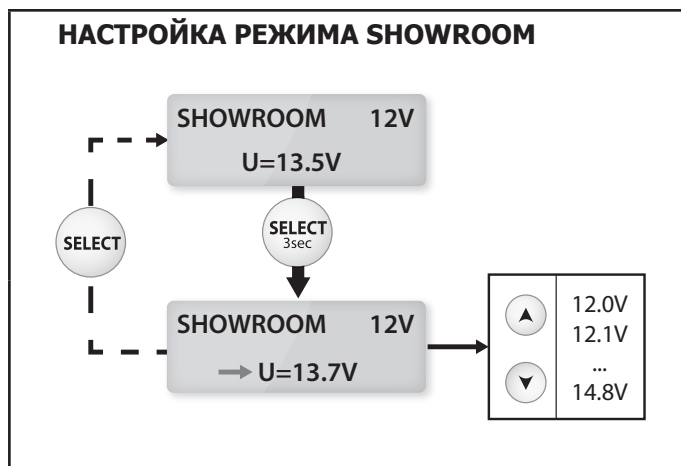 НАСТРОЙКА РЕЖИМА SHOWROOM
SHOWROOM 12V
U=13.5V
SELECT
SELECT
3sec
SHOWROOM 12V
U=13.7V
12.0V
12.1V
...
14.8V